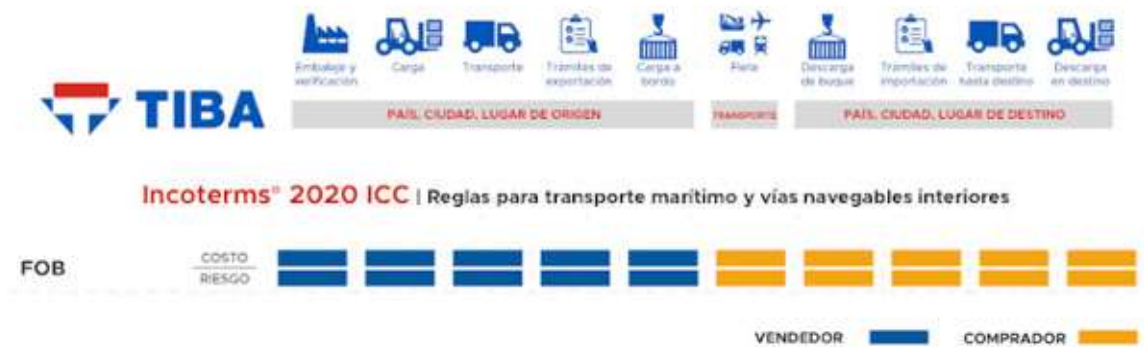 Embalaje y verificación
Carga
Transporte
Trámites de exportación
Carga a bordo
Flete
Descarga de buque
Trámites de importación
Transporte hasta destino
Descarga en destino
TIBA
PAÍS, CIUDAD, LUGAR DE ORIGEN
TRANSPORTE
PAÍS, CIUDAD, LUGAR DE DESTINO
Incoterms® 2020 ICC | Reglas para transporte marítimo y vías navegables interiores
FOB
COSTO
RIESGO
VENDEDOR
COMPRADOR